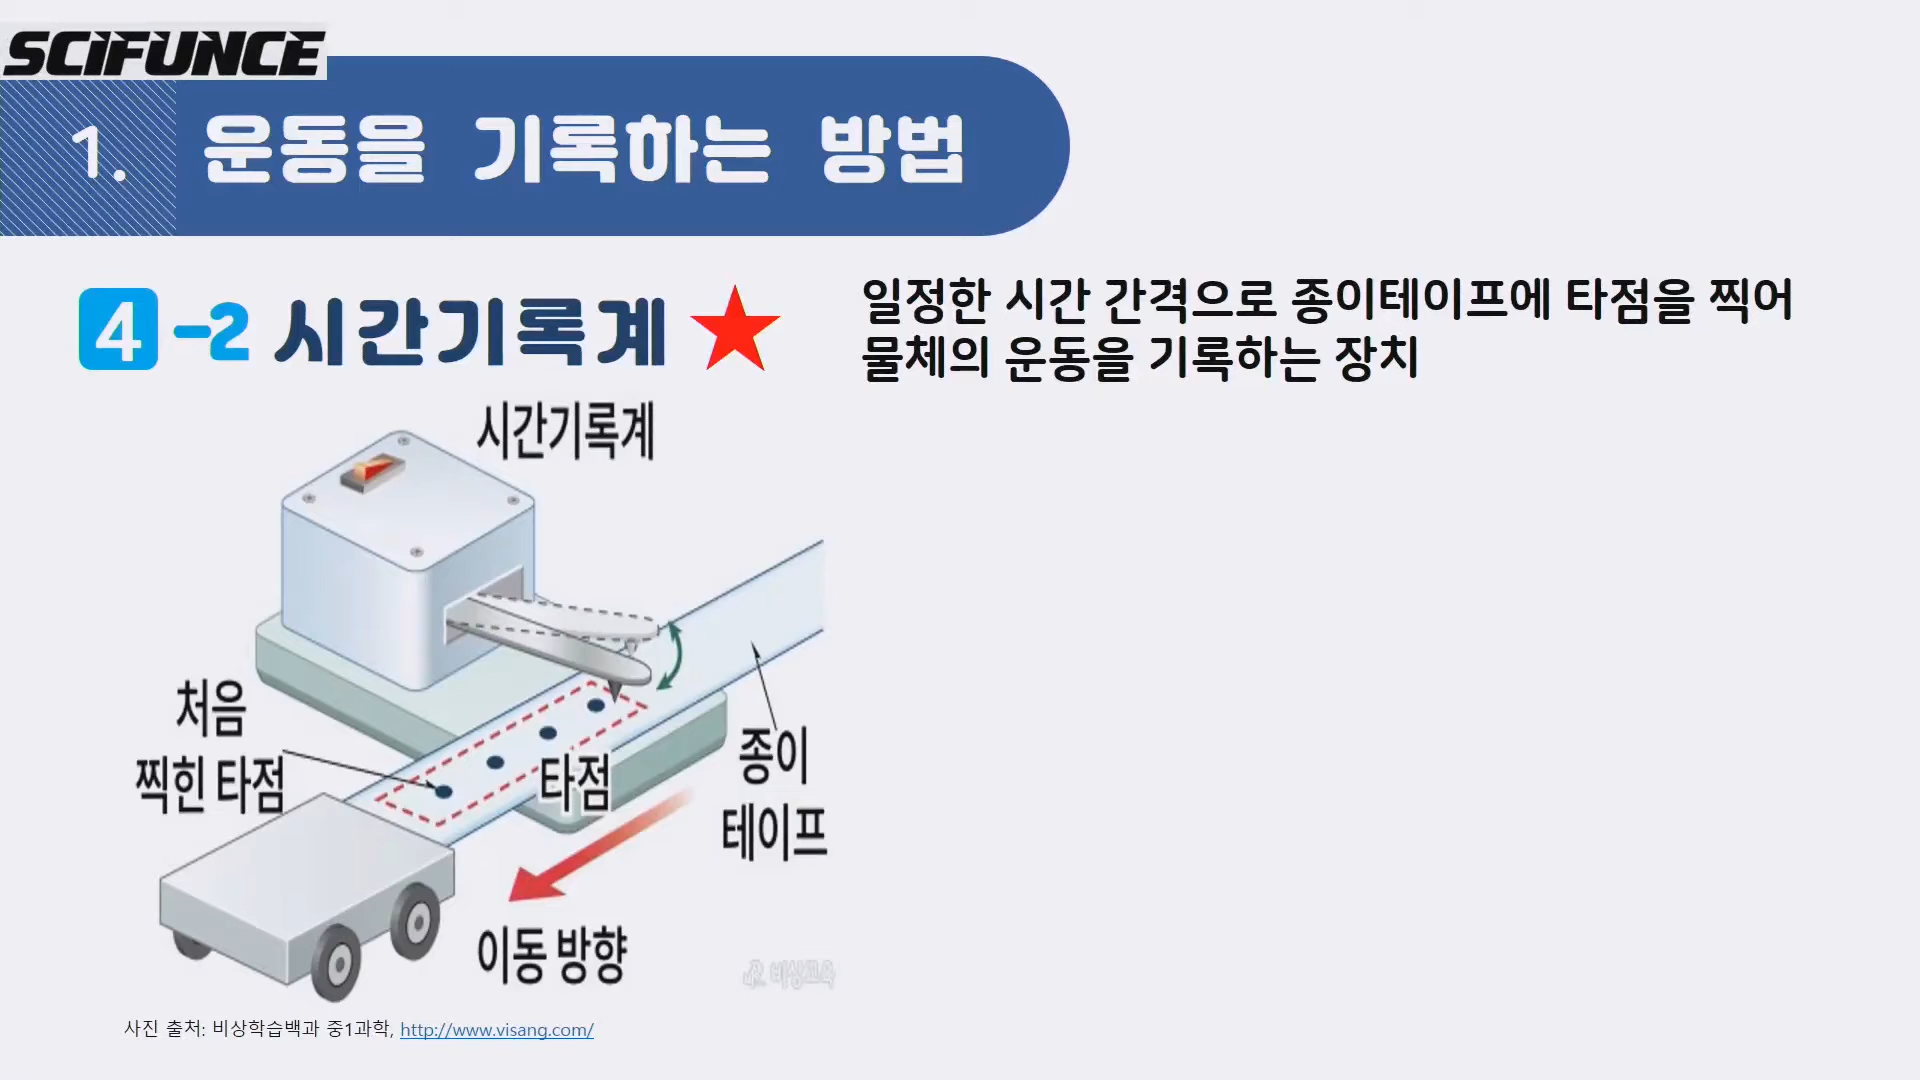 SCIFUNCE
1. 운동을 기록하는 방법
4-2 시간기록계
일정한 시간 간격으로 종이테이프에 타점을 찍어
물체의 운동을 기록하는 장치
시간기록계
처음
찍힌 타점
타점
종이
테이프
이동 방향
비상교육
사진 출처: 비상학습백과 중1과학, http://www.visang.com/